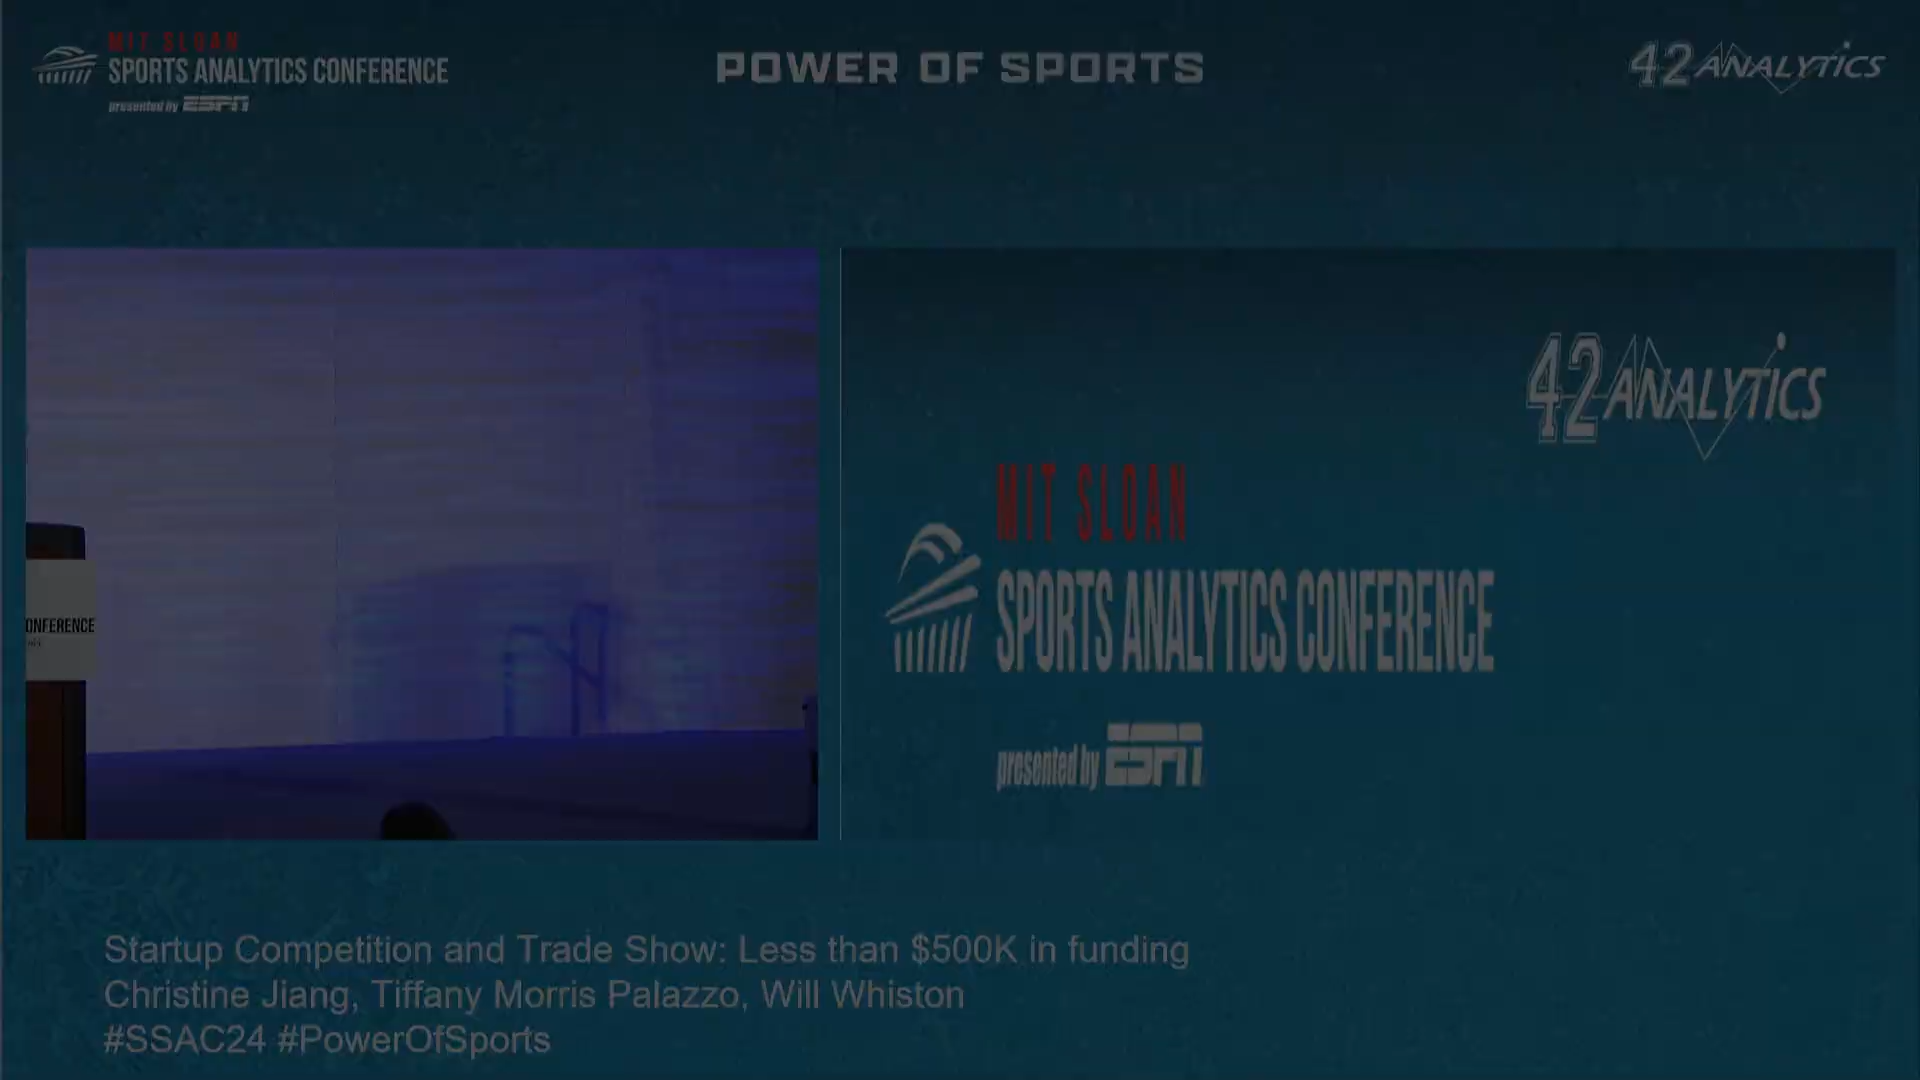 MIT SLOAN
SPORTS ANALYTICS CONFERENCE
presented by ESPN
POWER OF SPORTS
42 ANALYTICS
42 ANALYTICS
MIT SLOAN
SPORTS ANALYTICS CONFERENCE
presented by ESPN
ONFERENCE
Startup Competition and Trade Show: Less than $500K in funding
Christine Jiang, Tiffany Morris Palazzo, Will Whiston
#SSAC24 #PowerOfSports